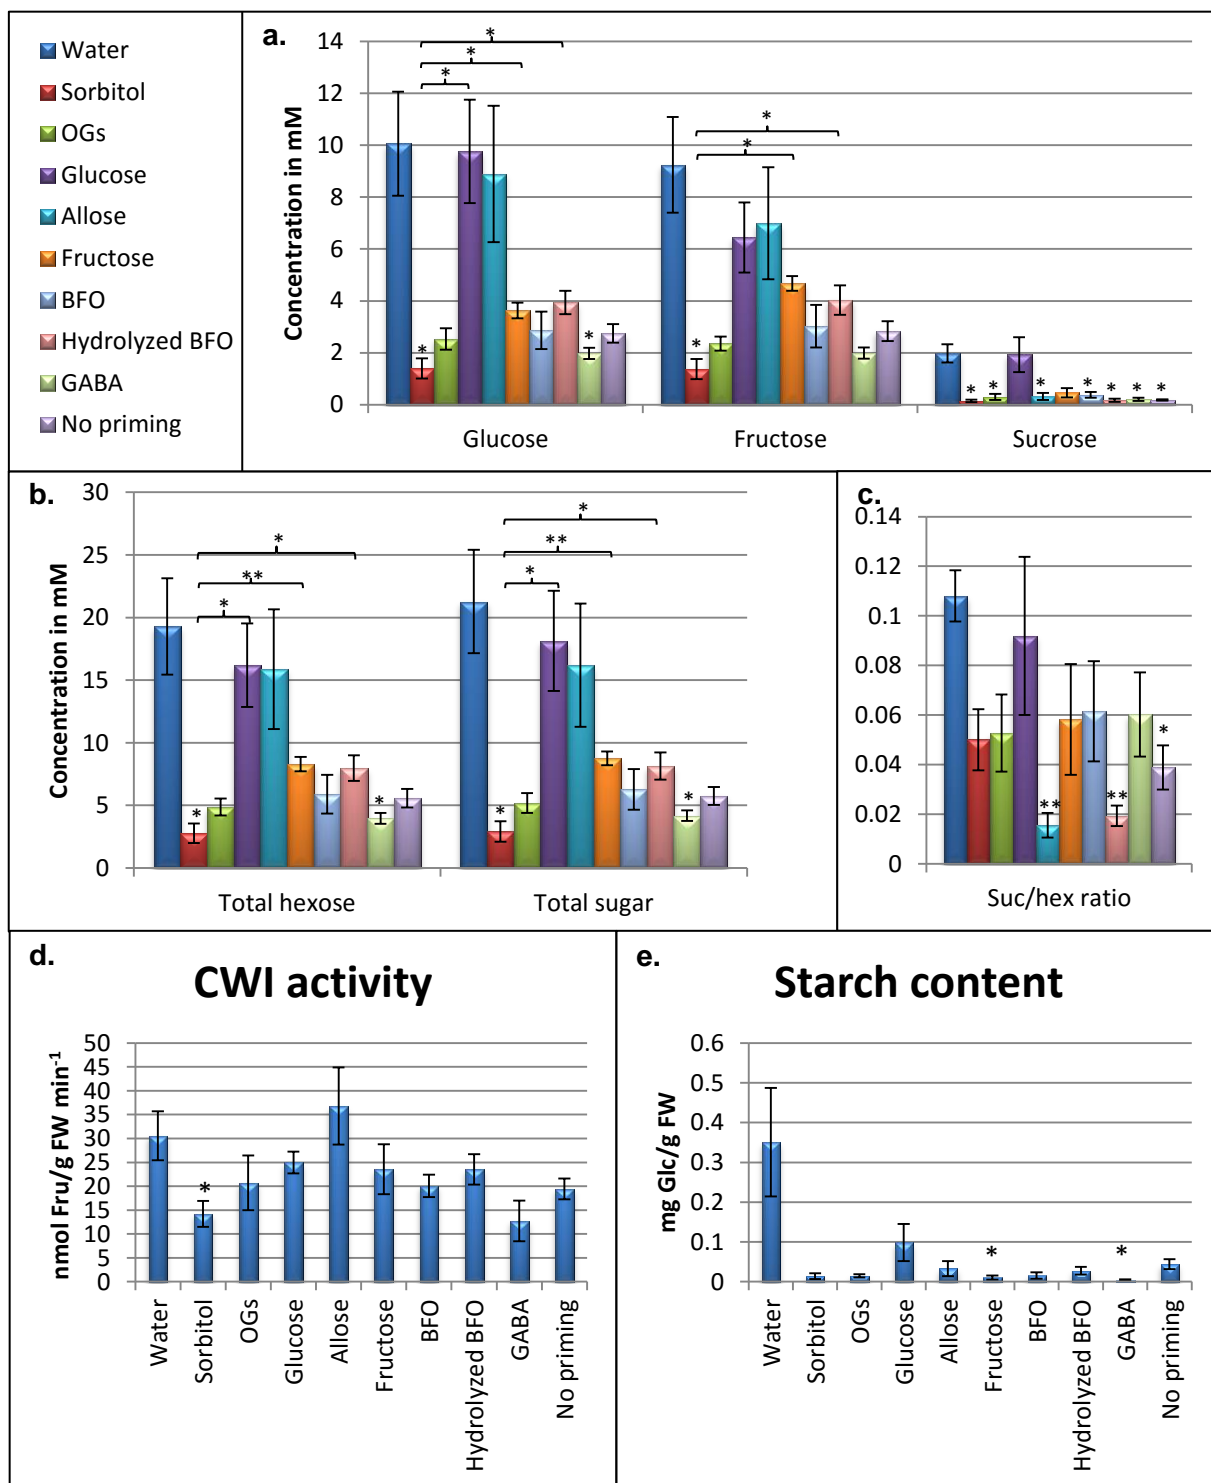 Water
Sorbitol
OGs
Glucose
Allose
Fructose
BFO
Hydrolyzed BFO
GABA
No priming
a.
Concentration in mM
14
12
10
8
6
4
2
0
* * * * * * * * * * * * * * *
Glucose Fructose Sucrose
b.
Concentration in mM
30
25
20
15
10
5
0
* ** * * * * ** * * *
Total hexose Total sugar
c.
0.14
0.12
0.1
0.08
0.06
0.04
0.02
0
** ** *
Suc/hex ratio
d.
CWI activity
nmol Fru/g FW min⁻¹
50
45
40
35
30
25
20
15
10
5
0
*
Water Sorbitol OGs Glucose Allose Fructose BFO Hydrolyzed BFO GABA No priming
e.
Starch content
mg Glc/g FW
0.6
0.5
0.4
0.3
0.2
0.1
0
* *
Water Sorbitol OGs Glucose Allose Fructose BFO Hydrolyzed BFO GABA No priming